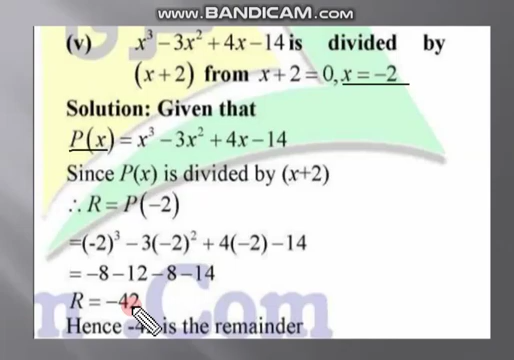 www.BANDICAM.com
(v) x³ − 3x² + 4x − 14 is divided by
(x + 2) from x + 2 = 0, x = −2
Solution: Given that
P(x) = x³ − 3x² + 4x − 14
Since P(x) is divided by (x+2)
∴ R = P(−2)
=(-2)³ − 3(−2)² + 4(−2) − 14
= −8 − 12 − 8 − 14
R = −42
Hence is the remainder
.Com